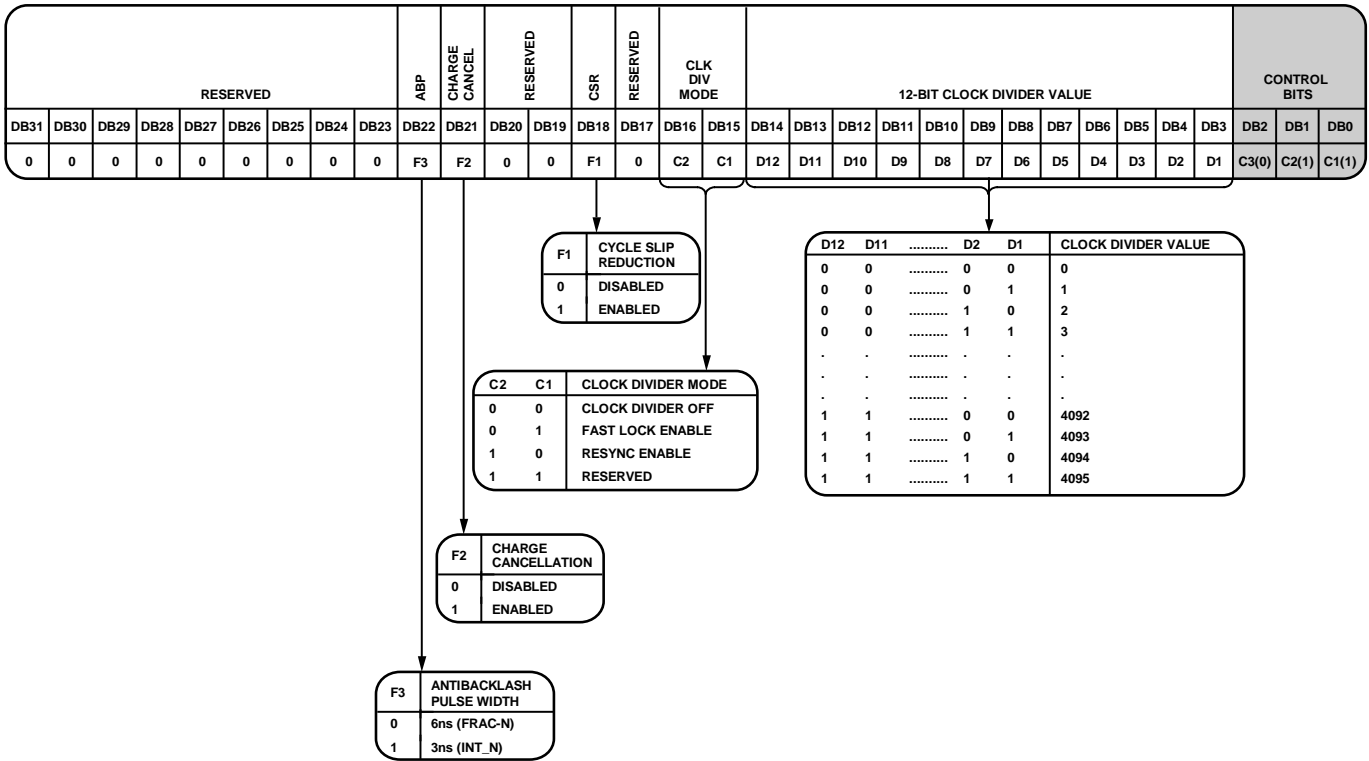 RESERVED ABP CHARGE CANCEL RESERVED CSR RESERVED CLK DIV MODE 12-BIT CLOCK DIVIDER VALUE CONTROL BITS
DB31 DB30 DB29 DB28 DB27 DB26 DB25 DB24 DB23 DB22 DB21 DB20 DB19 DB18 DB17 DB16 DB15 DB14 DB13 DB12 DB11 DB10 DB9 DB8 DB7 DB6 DB5 DB4 DB3 DB2 DB1 DB0
0 0 0 0 0 0 0 0 0 F3 F2 0 0 F1 0 C2 C1 D12 D11 D10 D9 D8 D7 D6 D5 D4 D3 D2 D1 C3(0) C2(1) C1(1)
F1 CYCLE SLIP REDUCTION
0 DISABLED
1 ENABLED
D12 D11 .......... D2 D1 CLOCK DIVIDER VALUE
0 0 .......... 0 0 0
0 0 .......... 0 1 1
0 0 .......... 1 0 2
0 0 .......... 1 1 3
. . .......... . . .
. . .......... . . .
. . .......... . . .
1 1 .......... 0 0 4092
1 1 .......... 0 1 4093
1 1 .......... 1 0 4094
1 1 .......... 1 1 4095
C2 C1 CLOCK DIVIDER MODE
0 0 CLOCK DIVIDER OFF
0 1 FAST LOCK ENABLE
1 0 RESYNC ENABLE
1 1 RESERVED
F2 CHARGE CANCELLATION
0 DISABLED
1 ENABLED
F3 ANTIBACKLASH PULSE WIDTH
0 6ns (FRAC-N)
1 3ns (INT_N)